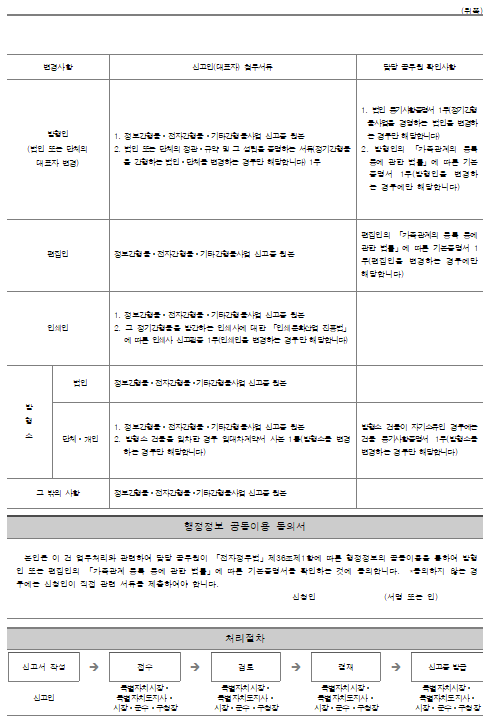 (뒤쪽)
변경사항
신고인(대표자) 첨부서류
담당 공무원 확인사항
발행인
(법인 또는 단체의
대표자 변경)
1. 정보간행물ㆍ전자간행물ㆍ기타간행물사업 신고증 원본
2. 법인 또는 단체의 정관ㆍ규약 및 그 설립을 증명하는 서류(정기간행물
을 간행하는 법인ㆍ단체를 변경하는 경우만 해당합니다) 1부
1. 법인 등기사항증명서 1부(정기간행
물사업을 경영하는 법인을 변경하
는 경우만 해당합니다)
2. 발행인의 「가족관계의 등록
등에 관한 법률」에 따른 기본
증명서 1부(발행인을 변경하
는 경우에만 해당합니다)
편집인
정보간행물ㆍ전자간행물ㆍ기타간행물사업 신고증 원본
편집인의 「가족관계의 등록 등에
관한 법률」에 따른 기본증명서 1
부(편집인을 변경하는 경우에만
해당합니다)
인쇄인
1. 정보간행물ㆍ전자간행물ㆍ기타간행물사업 신고증 원본
2. 그 정기간행물을 발간하는 인쇄사에 대한 「인쇄문화산업 진흥법」
에 따른 인쇄사 신고필증 1부(인쇄인을 변경하는 경우만 해당합니다)
발
행
소
법인
정보간행물ㆍ전자간행물ㆍ기타간행물사업 신고증 원본
단체ㆍ개인
1. 정보간행물ㆍ전자간행물ㆍ기타간행물사업 신고증 원본
2. 발행소 건물을 임차한 경우 임대차계약서 사본 1통(발행소를 변경
하는 경우만 해당합니다)
발행소 건물이 자기소유인 경우에는
건물 등기사항증명서 1부(발행소를
변경하는 경우만 해당합니다)
그 밖의 사항
정보간행물ㆍ전자간행물ㆍ기타간행물사업 신고증 원본
행정정보 공동이용 동의서
본인은 이 건 업무처리와 관련하여 담당 공무원이 「전자정부법」제36조제1항에 따른 행정정보의 공동이용을 통하여 발행
인 또는 편집인의 「가족관계 등록 등에 관한 법률」에 따른 기본증명서를 확인하는 것에 동의합니다. *동의하지 않는 경
우에는 신청인이 직접 관련 서류를 제출하여야 합니다.
신청인 (서명 또는 인)
처리절차
신고서 작성 ➔ 접수 ➔ 검토 ➔ 결재 ➔ 신고증 발급
신고인
특별자치시장ㆍ
특별자치도지사ㆍ
시장ㆍ군수ㆍ구청장
특별자치시장ㆍ
특별자치도지사ㆍ
시장ㆍ군수ㆍ구청장
특별자치시장ㆍ
특별자치도지사ㆍ
시장ㆍ군수ㆍ구청장
특별자치시장ㆍ
특별자치도지사ㆍ
시장ㆍ군수ㆍ구청장